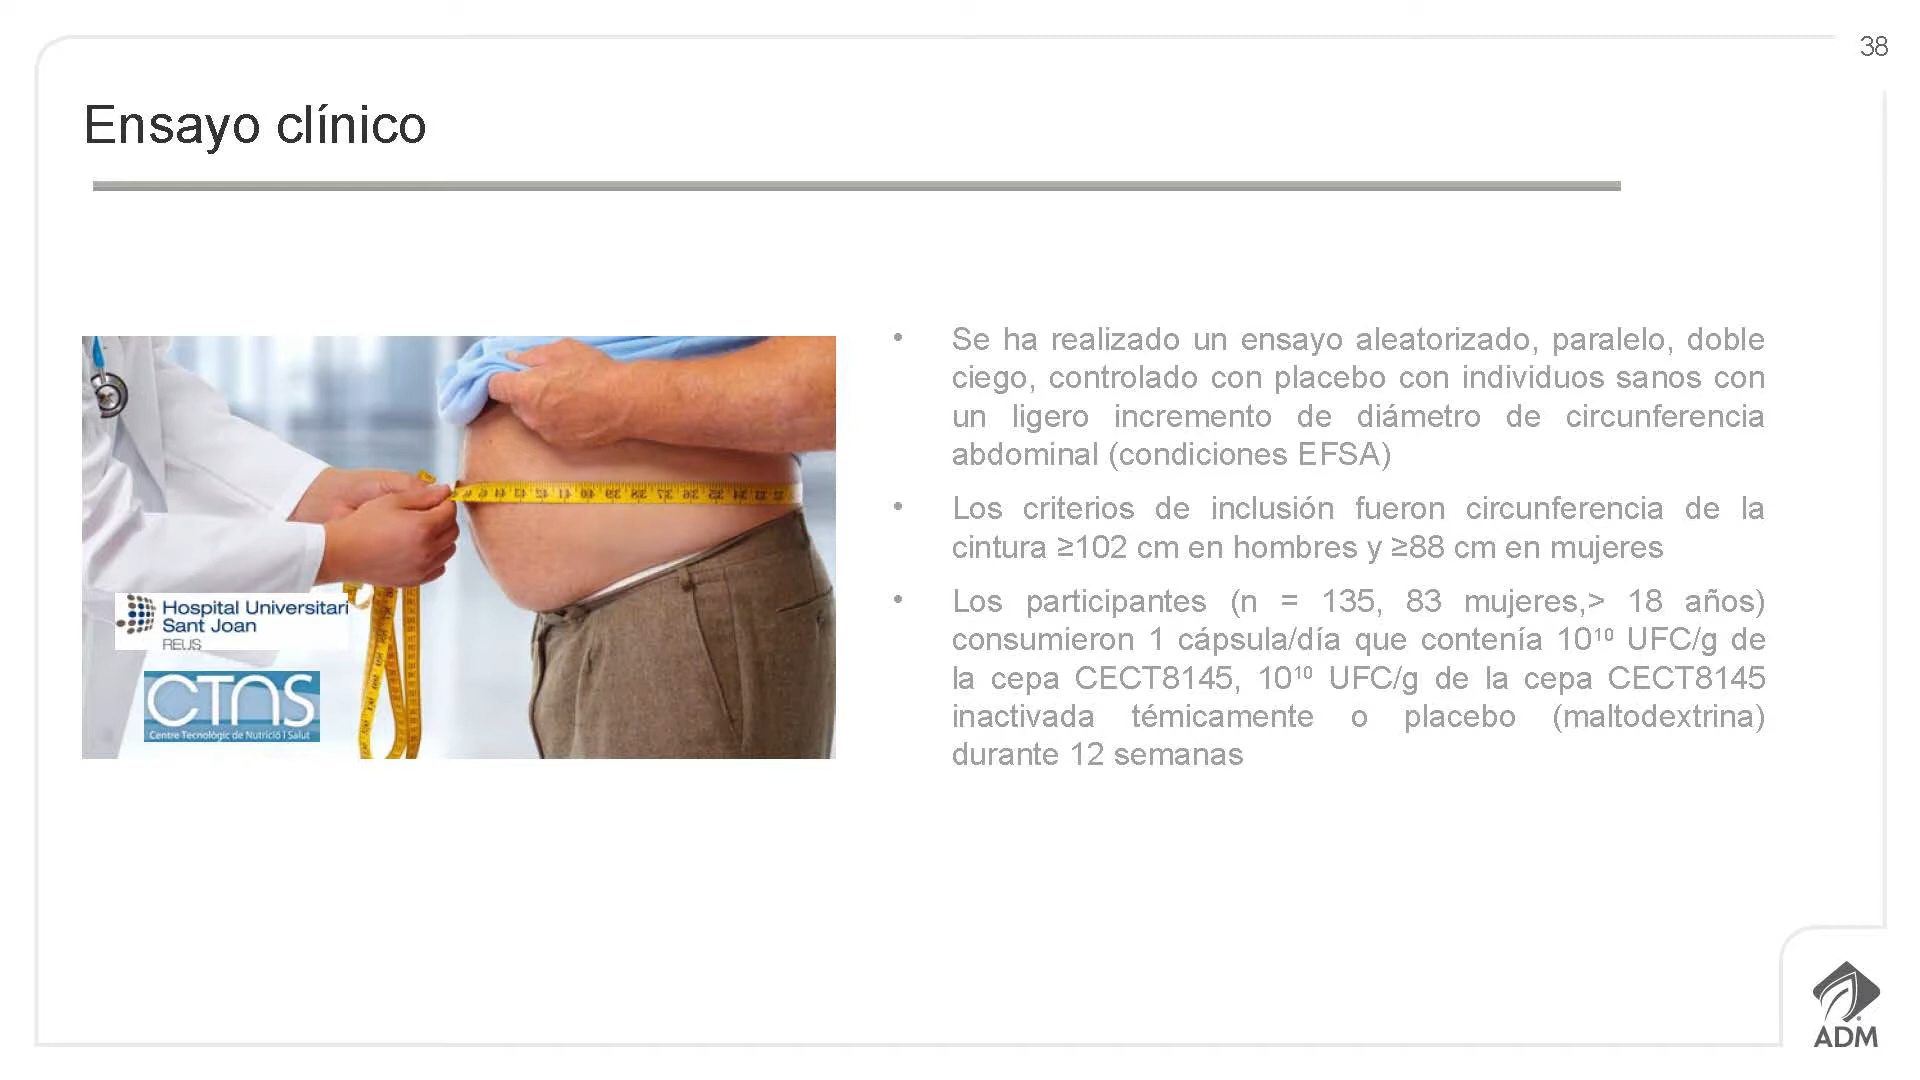 38
Ensayo clínico
Se ha realizado un ensayo aleatorizado, paralelo, doble
ciego, controlado con placebo con individuos sanos con
un ligero incremento de diámetro de circunferencia
abdominal (condiciones EFSA)
Los criterios de inclusión fueron circunferencia de la
cintura ≥102 cm en hombres y ≥88 cm en mujeres
Los participantes (n = 135, 83 mujeres,> 18 años)
consumieron 1 cápsula/día que contenía 10¹⁰ UFC/g de
la cepa CECT8145, 10¹⁰ UFC/g de la cepa CECT8145
inactivada témicamente o placebo (maltodextrina)
durante 12 semanas
Hospital Universitari
Sant Joan
REUS
CTNS
Centre Tecnològic de Nutrició i Salut
ADM